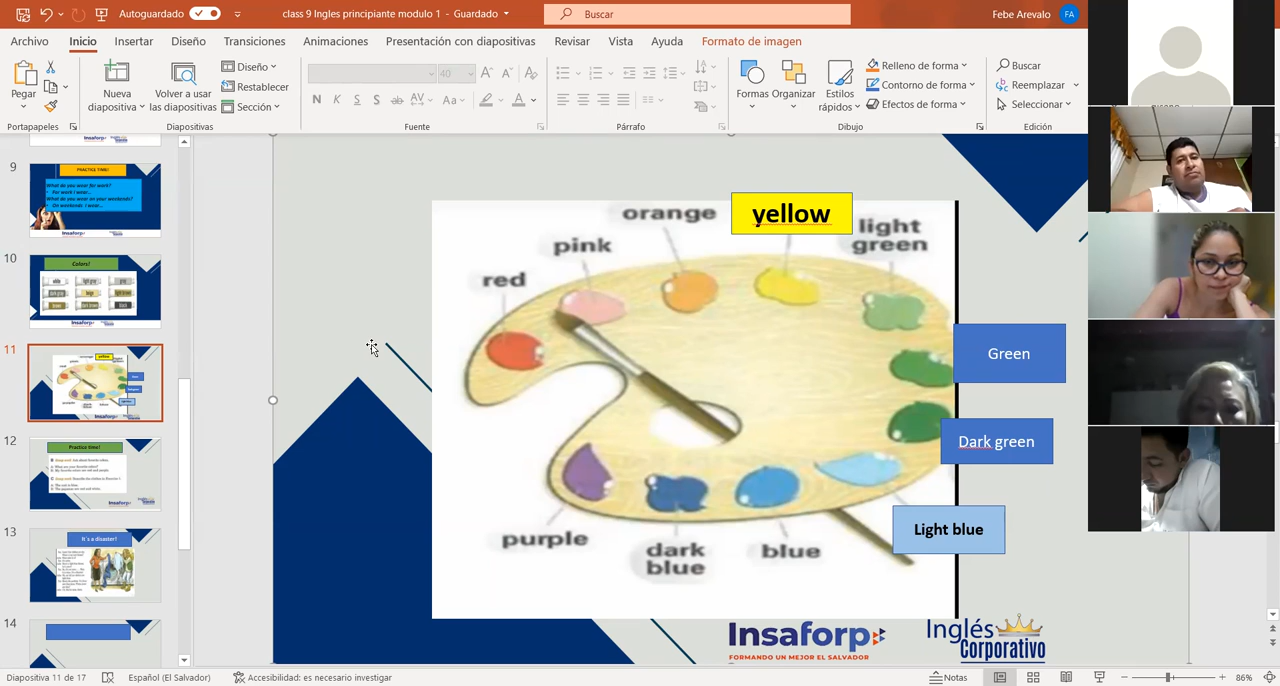 Autoguardado
class 9 Ingles principiante modulo 1 - Guardado
Buscar
Febe Arevalo
FA
Archivo
Inicio
Insertar
Diseño
Transiciones
Animaciones
Presentación con diapositivas
Revisar
Vista
Ayuda
Formato de imagen
Pegar
Nueva
diapositiva
Volver a usar
las diapositivas
Diseño
Restablecer
Sección
40
N K S S ab AV Aa A
Formas
Organizar
Estilos
rápidos
Relleno de forma
Contorno de forma
Efectos de forma
Buscar
Reemplazar
Seleccionar
Portapapeles
Diapositivas
Fuente
Párrafo
Dibujo
Edición
9
PRACTICE TIME!
What do you wear for work?
For work I wear...
What do you wear on your weekends?
On weekends I wear...
10
Colors!
11
12
Practice time!
13
It's a disaster!
14
orange
yellow
light
green
pink
red
Green
Dark green
Light blue
purple
dark
blue
blue
Insaforp
FORMANDO UN MEJOR EL SALVADOR
Inglés
Corporativo
Diapositiva 11 de 17
Español (El Salvador)
Accesibilidad: es necesario investigar
Notas
86%